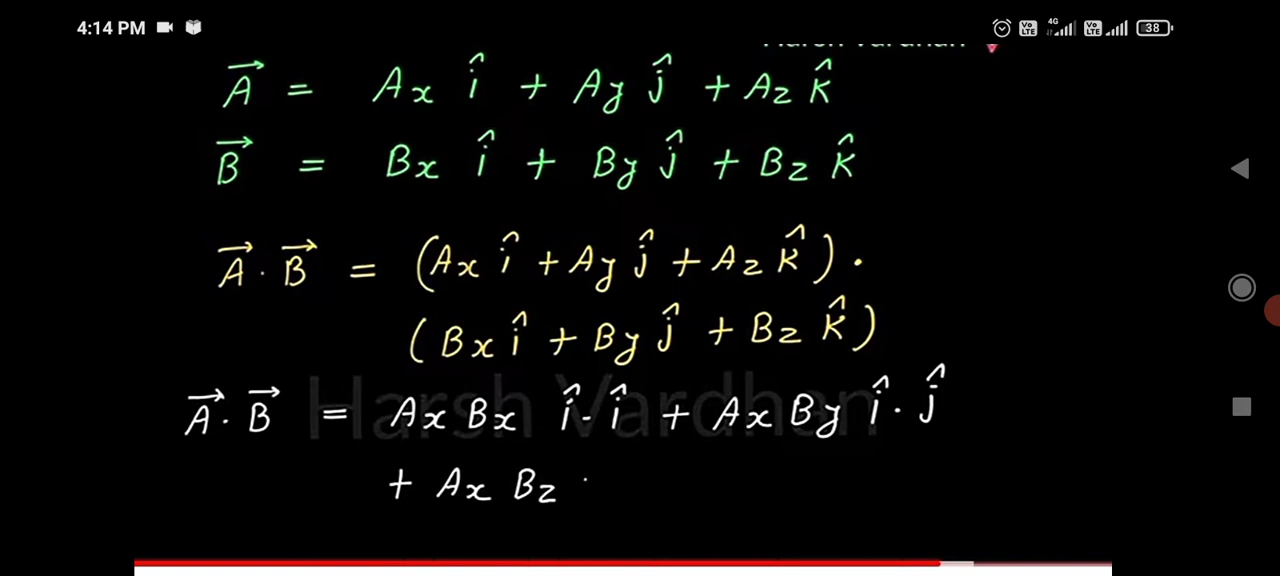 4:14 PM
4G
38
A⃗ = Ax î + Ay ĵ + Az k̂
B⃗ = Bx î + By ĵ + Bz k̂
A⃗ . B⃗ = (Ax î + Ay ĵ + Az k̂) .
(Bx î + By ĵ + Bz k̂)
A⃗ . B⃗ = Ax Bx î . î + Ax By î . ĵ
+ Ax Bz .
Harsh Vardhan